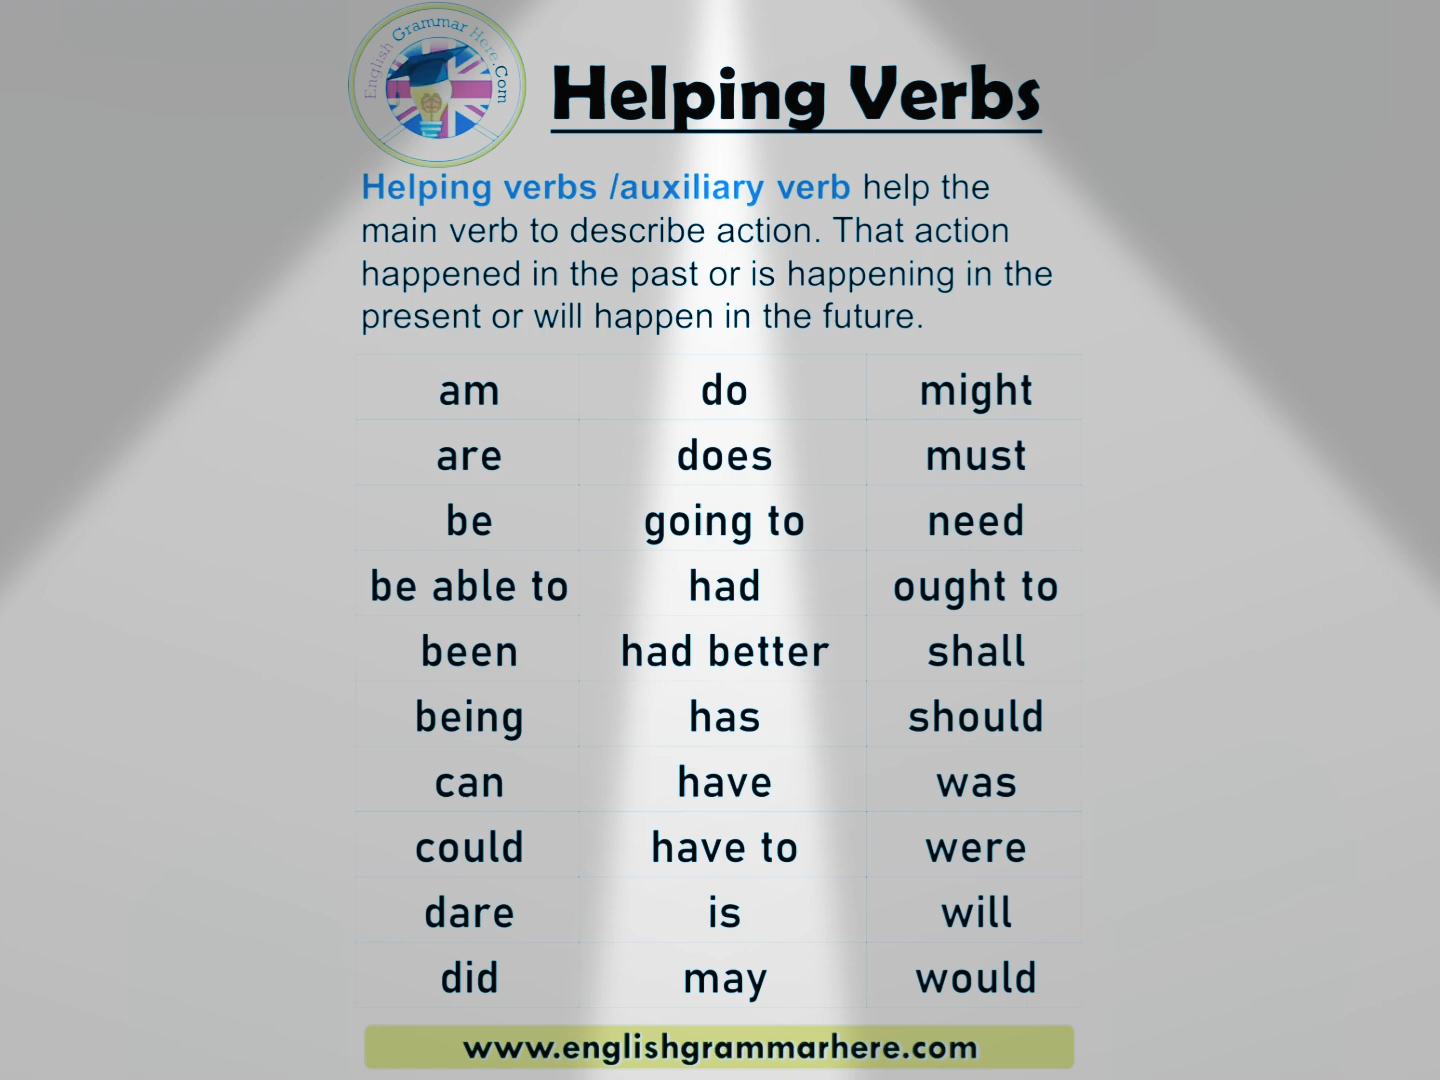 English Grammar Here.Com
Helping Verbs
Helping verbs /auxiliary verb help the
main verb to describe action. That action
happened in the past or is happening in the
present or will happen in the future.
am do might
are does must
be going to need
be able to had ought to
been had better shall
being has should
can have was
could have to were
dare is will
did may would
www.englishgrammarhere.com